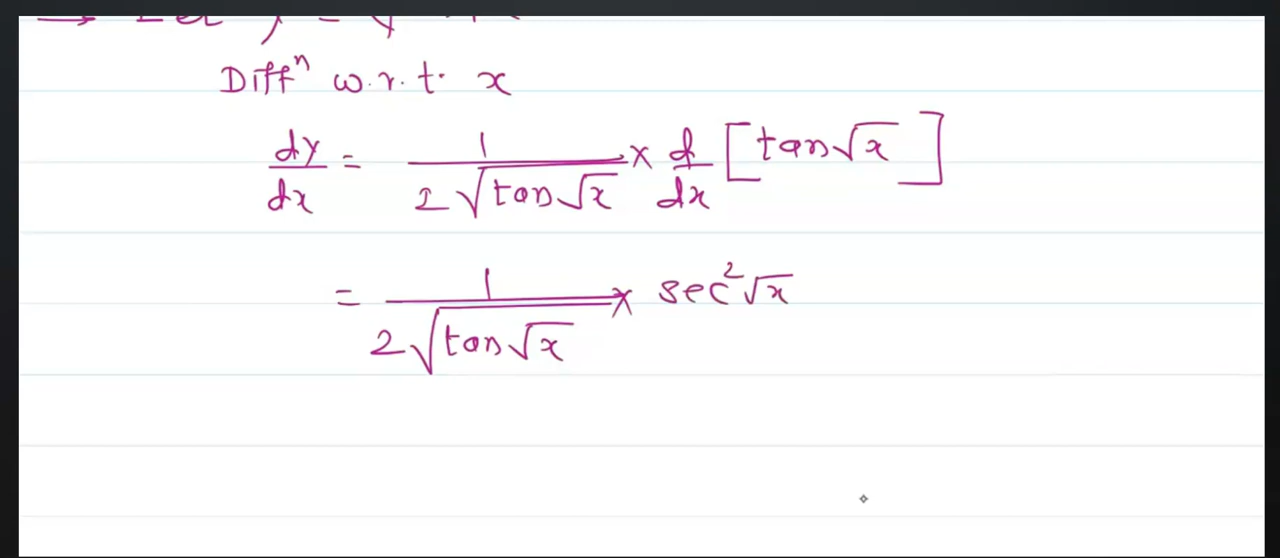 Diffⁿ w.r.t. x
dy/dx = 1/(2√(tan√x)) × d/dx [tan√x]
= 1/(2√(tan√x)) × sec²√x